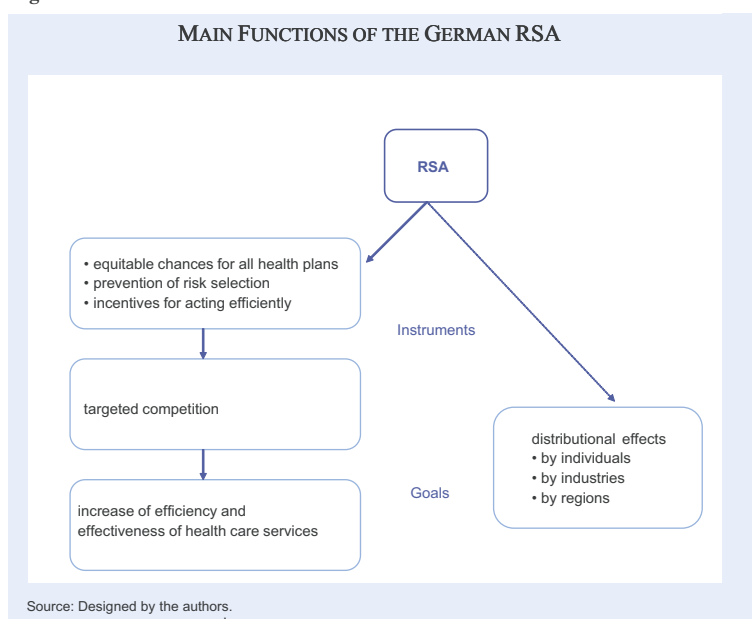 MAIN FUNCTIONS OF THE GERMAN RSA
RSA
• equitable chances for all health plans
• prevention of risk selection
• incentives for acting efficiently
Instruments
targeted competition
distributional effects
• by individuals
• by industries
• by regions
Goals
increase of efficiency and
effectiveness of health care services
Source: Designed by the authors.